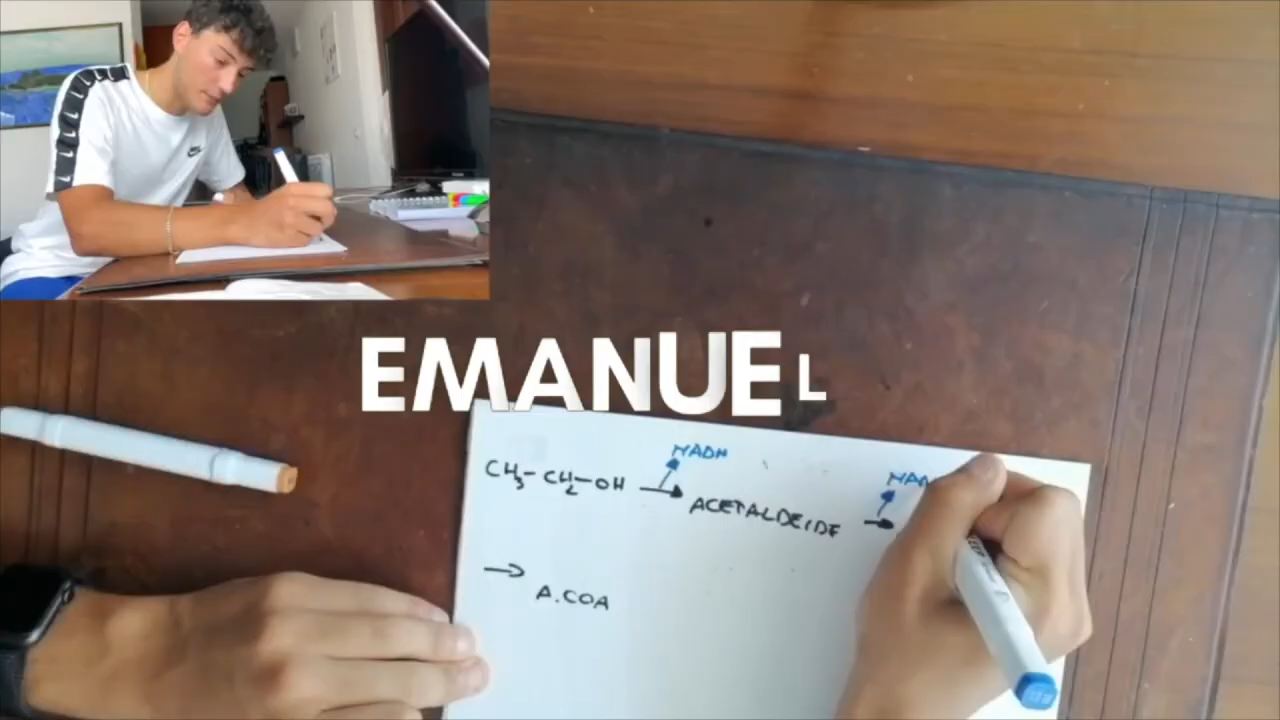 EMANUEL
NADH
CH3-CH2-OH → ACETALDEIDE →
→ A.COA